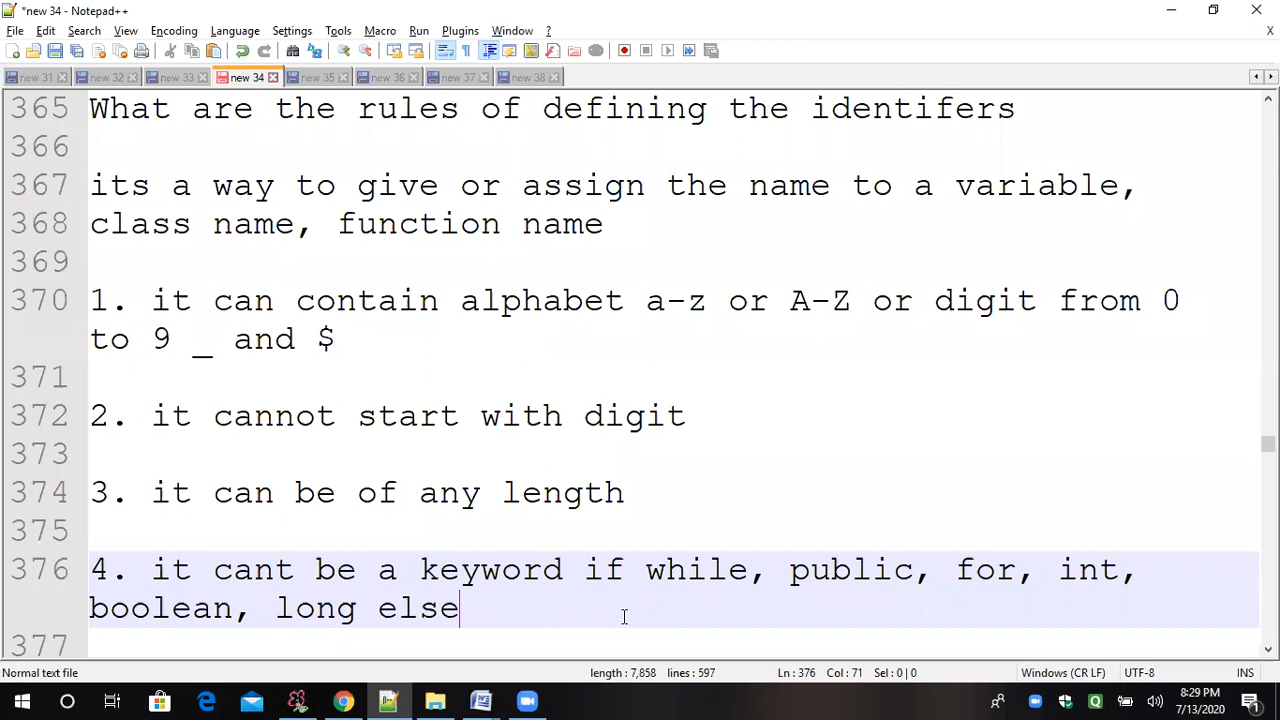 *new 34 - Notepad++
File Edit Search View Encoding Language Settings Tools Macro Run Plugins Window ? X
new 31 new 32 new 33 new 34 new 35 new 36 new 37 new 38
365 What are the rules of defining the identifers
366
367 its a way to give or assign the name to a variable,
368 class name, function name
369
370 1. it can contain alphabet a-z or A-Z or digit from 0
to 9 _ and $
371
372 2. it cannot start with digit
373
374 3. it can be of any length
375
376 4. it cant be a keyword if while, public, for, int,
boolean, long else
377
Normal text file length : 7,858 lines : 597 Ln : 376 Col : 71 Sel : 0 | 0 Windows (CR LF) UTF-8 INS
8:29 PM
7/13/2020